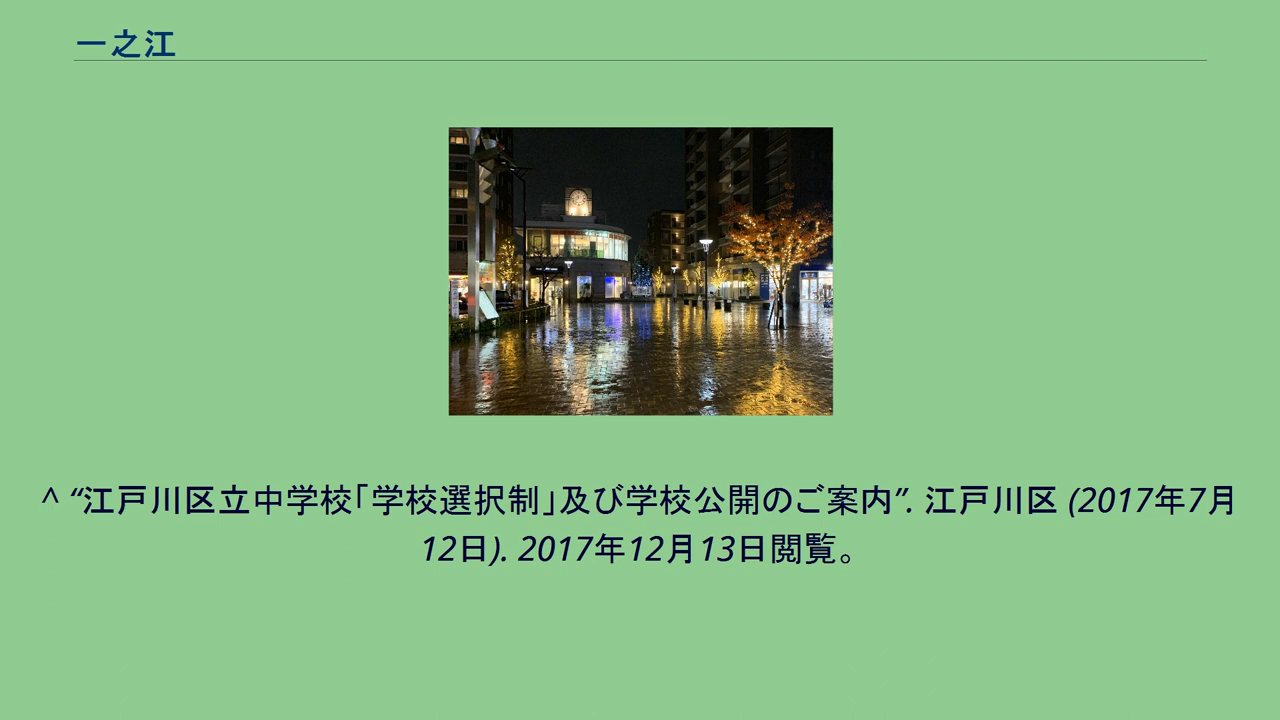 一之江
^ “江戸川区立中学校｢学校選択制｣及び学校公開のご案内”. 江戸川区 (2017年7月
12日). 2017年12月13日閲覧。